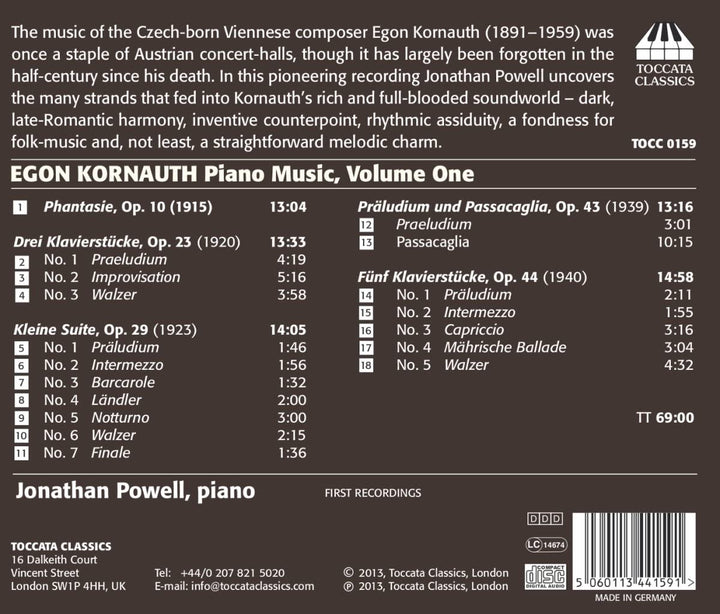 The music of the Czech-born Viennese composer Egon Kornauth (1891–1959) was
once a staple of Austrian concert-halls, though it has largely been forgotten in the
half-century since his death. In this pioneering recording Jonathan Powell uncovers
the many strands that fed into Kornauth's rich and full-blooded soundworld – dark,
late-Romantic harmony, inventive counterpoint, rhythmic assiduity, a fondness for
folk-music and, not least, a straightforward melodic charm.
TOCCATA
CLASSICS
TOCC 0159
EGON KORNAUTH Piano Music, Volume One
1 Phantasie, Op. 10 (1915) 13:04
Drei Klavierstücke, Op. 23 (1920) 13:33
2 No. 1 Praeludium 4:19
3 No. 2 Improvisation 5:16
4 No. 3 Walzer 3:58
Kleine Suite, Op. 29 (1923) 14:05
5 No. 1 Präludium 1:46
6 No. 2 Intermezzo 1:56
7 No. 3 Barcarole 1:32
8 No. 4 Ländler 2:00
9 No. 5 Notturno 3:00
10 No. 6 Walzer 2:15
11 No. 7 Finale 1:36
Präludium und Passacaglia, Op. 43 (1939) 13:16
12 Praeludium 3:01
13 Passacaglia 10:15
Fünf Klavierstücke, Op. 44 (1940) 14:58
14 No. 1 Präludium 2:11
15 No. 2 Intermezzo 1:55
16 No. 3 Capriccio 3:16
17 No. 4 Mährische Ballade 3:04
18 No. 5 Walzer 4:32
TT 69:00
Jonathan Powell, piano
FIRST RECORDINGS
TOCCATA CLASSICS
16 Dalkeith Court
Vincent Street
London SW1P 4HH, UK
Tel: +44/0 207 821 5020
E-mail: info@toccataclassics.com
© 2013, Toccata Classics, London
℗ 2013, Toccata Classics, London
DDD
LC 14674
COMPACT
disc
DIGITAL AUDIO
5 060113 441591 >
MADE IN GERMANY